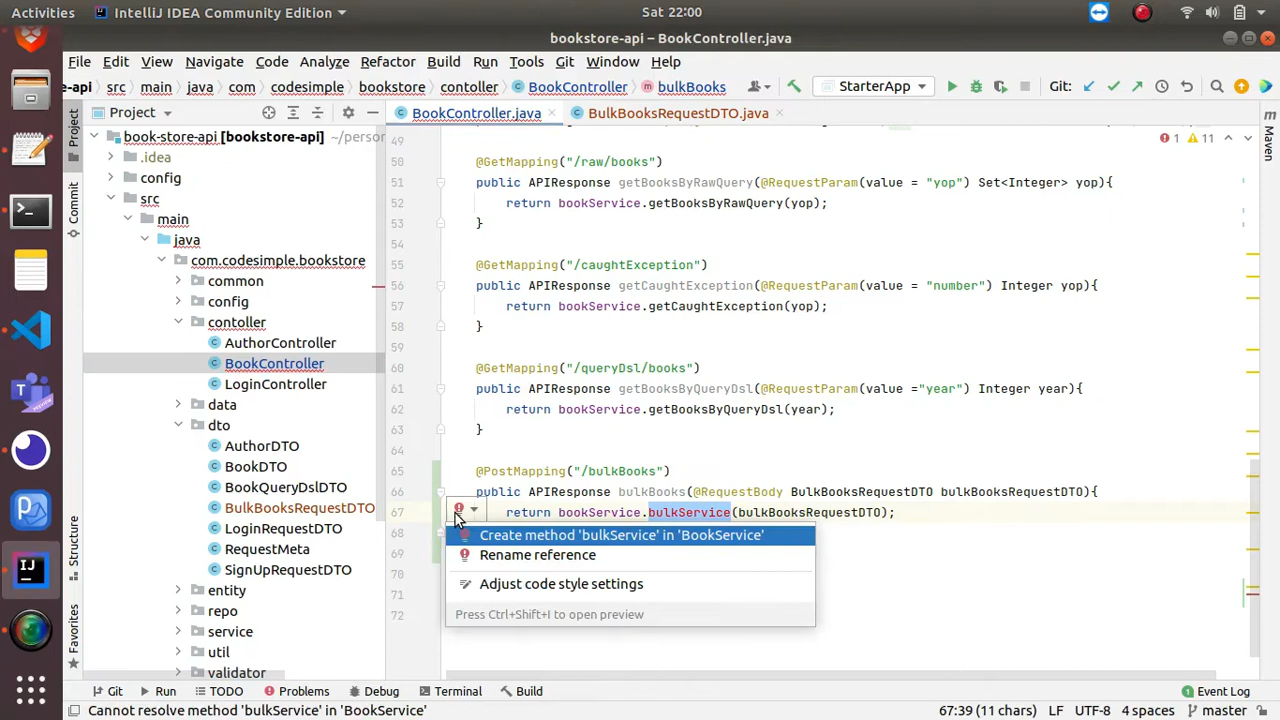 Activities
IntelliJ IDEA Community Edition
Sat 22:00
bookstore-api – BookController.java
File Edit View Navigate Code Analyze Refactor Build Run Tools Git Window Help
e-api src main java com codesimple bookstore contoller BookController bulkBooks StarterApp Git:
Project
BookController.java
BulkBooksRequestDTO.java
1 11
book-store-api [bookstore-api] ~/person
.idea
config
src
main
java
com.codesimple.bookstore
common
config
contoller
AuthorController
BookController
LoginController
data
dto
AuthorDTO
BookDTO
BookQueryDslDTO
BulkBooksRequestDTO
LoginRequestDTO
RequestMeta
SignUpRequestDTO
entity
repo
service
util
validator
Project
Commit
Structure
Favorites
Maven
49
50 @GetMapping("/raw/books")
51 public APIResponse getBooksByRawQuery(@RequestParam(value = "yop") Set<Integer> yop){
52 return bookService.getBooksByRawQuery(yop);
53 }
54
55 @GetMapping("/caughtException")
56 public APIResponse getCaughtException(@RequestParam(value = "number") Integer yop){
57 return bookService.getCaughtException(yop);
58 }
59
60 @GetMapping("/queryDsl/books")
61 public APIResponse getBooksByQueryDsl(@RequestParam(value ="year") Integer year){
62 return bookService.getBooksByQueryDsl(year);
63 }
64
65 @PostMapping("/bulkBooks")
66 public APIResponse bulkBooks(@RequestBody BulkBooksRequestDTO bulkBooksRequestDTO){
67 return bookService.bulkService(bulkBooksRequestDTO);
68
69
70
71
72
Create method 'bulkService' in 'BookService'
Rename reference
Adjust code style settings
Press Ctrl+Shift+I to open preview
Git Run TODO Problems Debug Terminal Build
1 Event Log
Cannot resolve method 'bulkService' in 'BookService'
67:39 (11 chars) LF UTF-8 4 spaces master